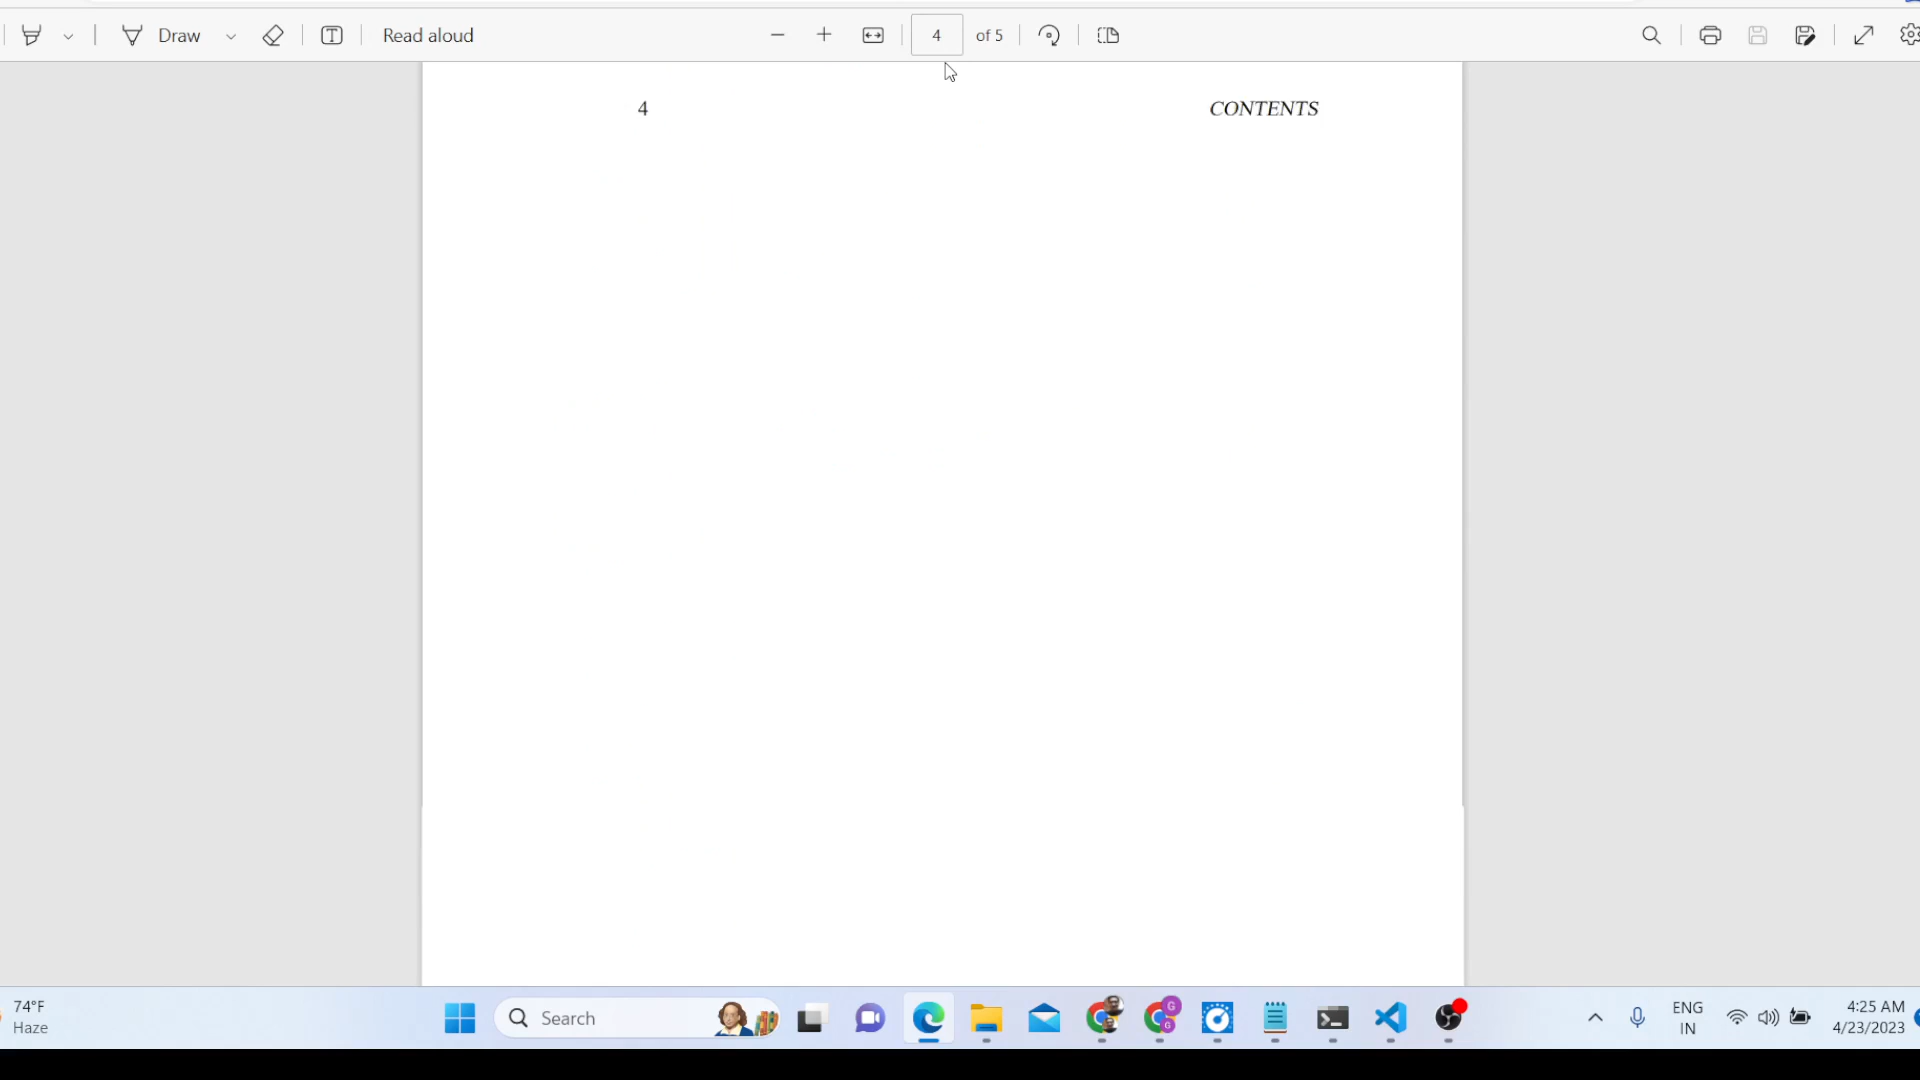 Draw
Read aloud
4 of 5
4 CONTENTS
74°F
Haze
Search
ENG
IN
4:25 AM
4/23/2023